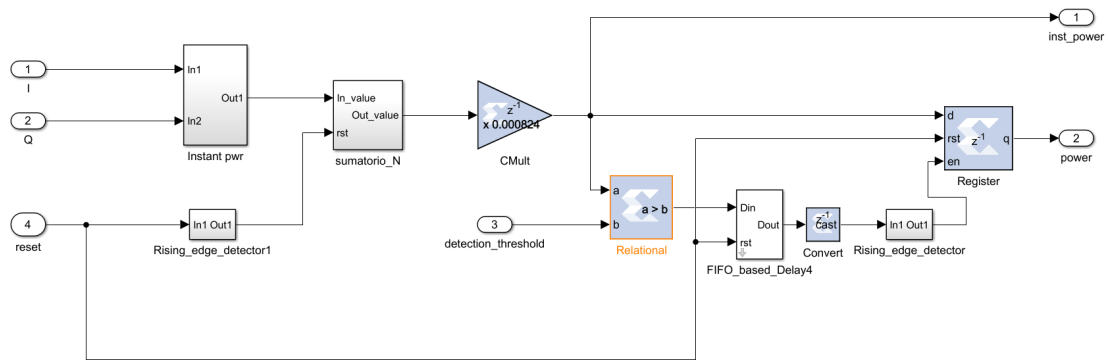 1
I
2
Q
In1
In2
Out1
Instant pwr
In_value
Out_value
rst
sumatorio_N
z-1
x 0.000824
CMult
1
inst_power
d
rst
en
z-1
q
Register
2
power
4
reset
In1 Out1
Rising_edge_detector1
3
detection_threshold
a
b
a > b
Relational
Din
Dout
rst
FIFO_based_Delay4
z-1
cast
Convert
In1 Out1
Rising_edge_detector